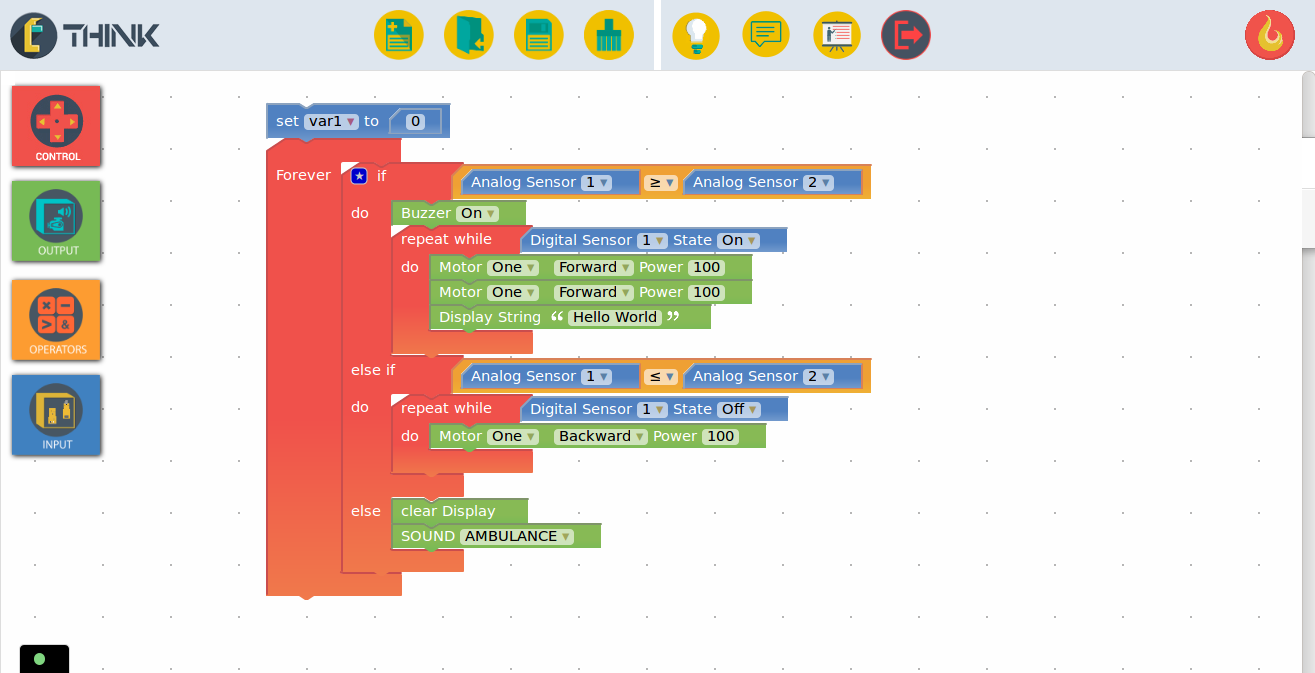 THINK
CONTROL
OUTPUT
OPERATORS
INPUT
set var1 to 0
Forever
if Analog Sensor 1 ≥ Analog Sensor 2
do Buzzer On
repeat while Digital Sensor 1 State On
do Motor One Forward Power 100
Motor One Forward Power 100
Display String “ Hello World ”
else if Analog Sensor 1 ≤ Analog Sensor 2
do repeat while Digital Sensor 1 State Off
do Motor One Backward Power 100
else clear Display
SOUND AMBULANCE